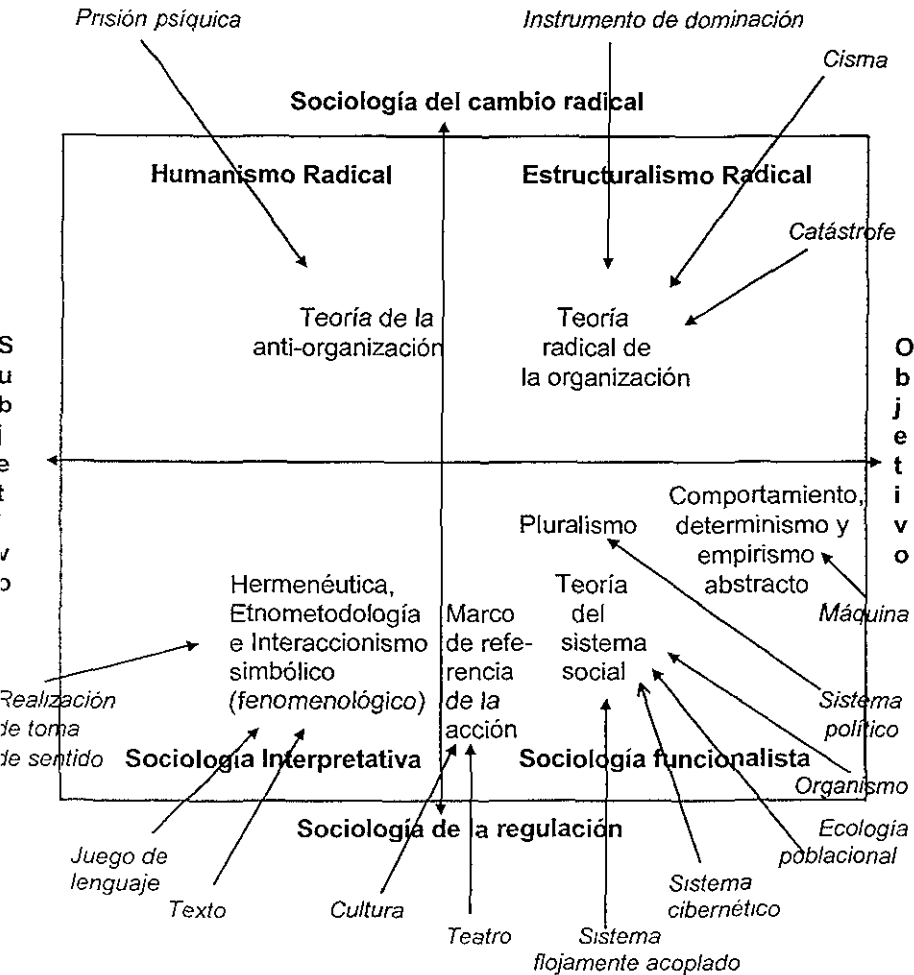 Prisión psíquica
Instrumento de dominación
Cisma
Sociología del cambio radical
Humanismo Radical
Estructuralismo Radical
Catástrofe
Teoría de la
anti-organización
Teoría
radical de
la organización
S
u
b
j
e
t
i
v
o
O
b
j
e
t
i
v
o
Pluralismo
Comportamiento,
determinismo y
empirismo
abstracto
Máquina
Hermenéutica,
Etnometodología
e Interaccionismo
simbólico
(fenomenológico)
Marco
de refe-
rencia
de la
acción
Teoría
del
sistema
social
Realización
de toma
de sentido
Sistema
político
Sociología Interpretativa
Sociología funcionalista
Organismo
Sociología de la regulación
Ecología
poblacional
Juego de
lenguaje
Texto
Cultura
Teatro
Sistema
flojamente acoplado
Sistema
cibernético